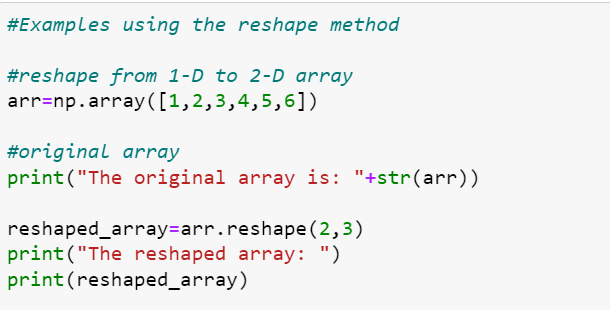 #Examples using the reshape method
#reshape from 1-D to 2-D array
arr=np.array([1,2,3,4,5,6])
#original array
print("The original array is: "+str(arr))
reshaped_array=arr.reshape(2,3)
print("The reshaped array: ")
print(reshaped_array)